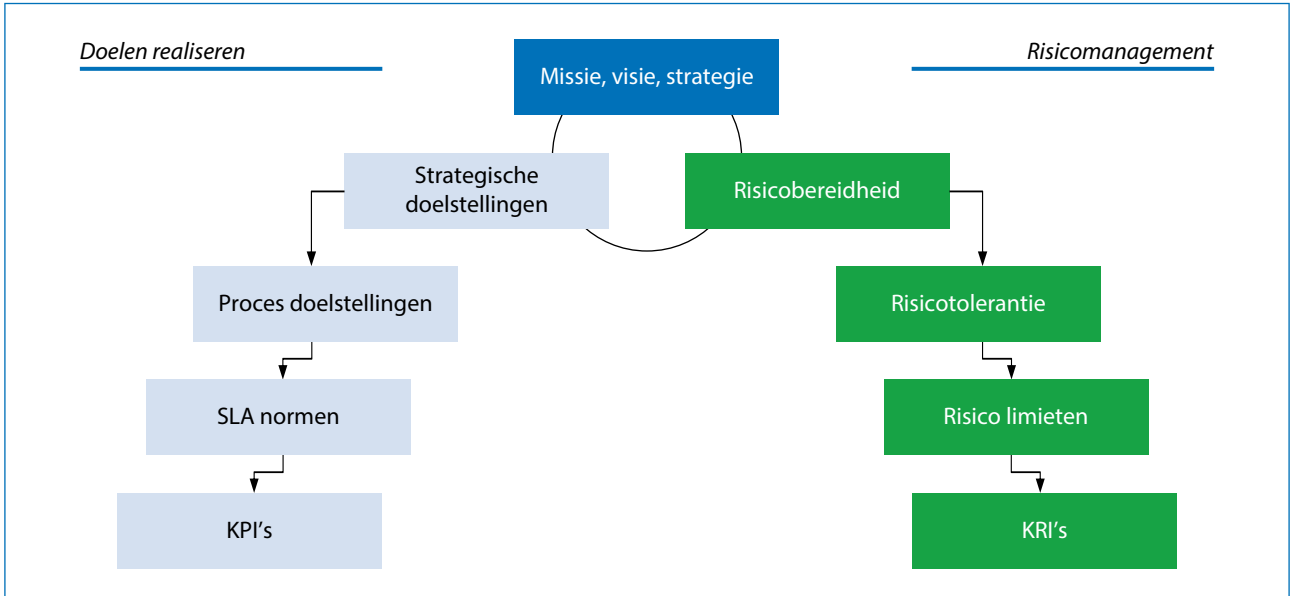 Doelen realiseren
Risicomanagement
Missie, visie, strategie
Strategische
doelstellingen
Risicobereidheid
Proces doelstellingen
Risicotolerantie
SLA normen
Risico limieten
KPI's
KRI's